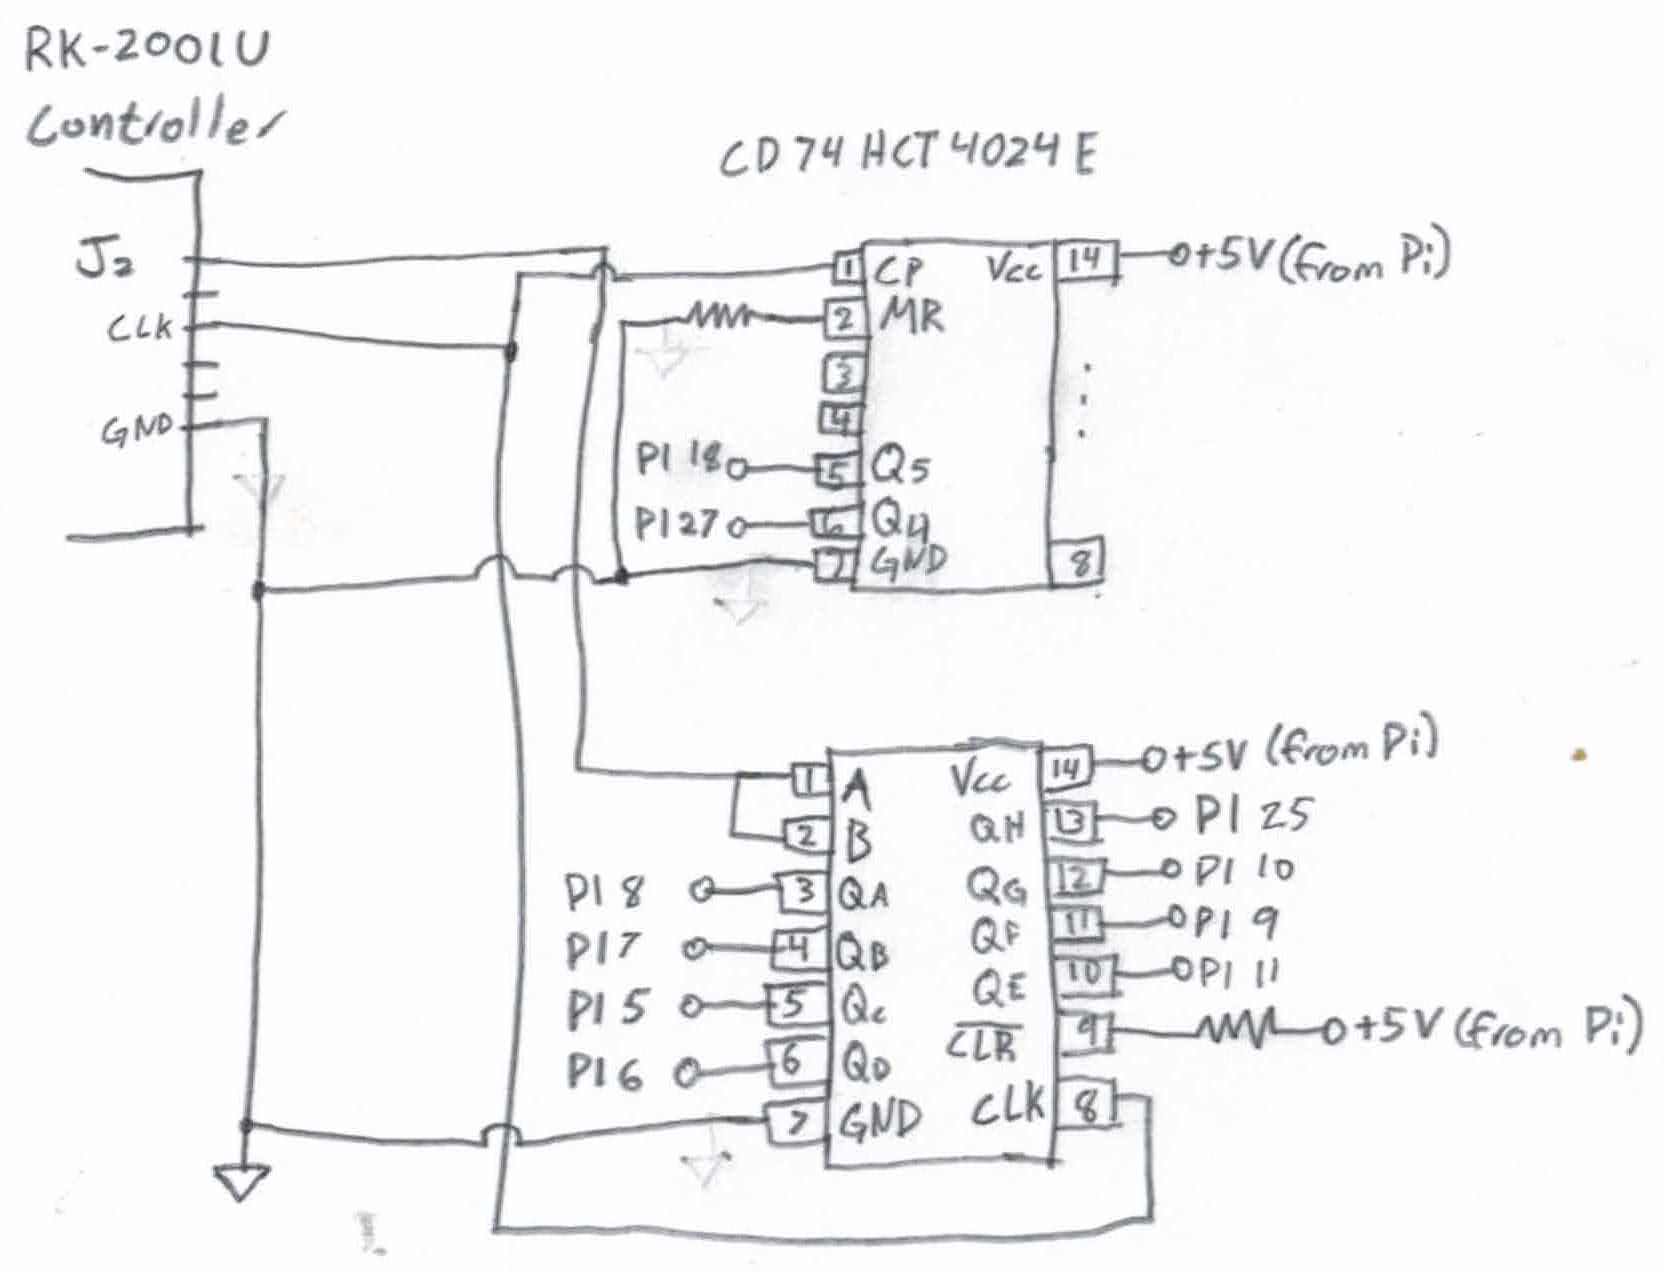 RK-2001U
Controller
CD74HCT4024E
J2
CLK
GND
1 CP
2 MR
3
4
PI 18 5 Q5
PI 27 6 Q4
7 GND
Vcc 14 +5V (from Pi)
8
1 A
2 B
PI 8 3 QA
PI 7 4 QB
PI 5 5 QC
PI 6 6 QD
7 GND
Vcc 14 +5V (from Pi)
QH 13 PI 25
QG 12 PI 10
QF 11 PI 9
QE 10 PI 11
CLR 9 +5V (from Pi)
CLK 8